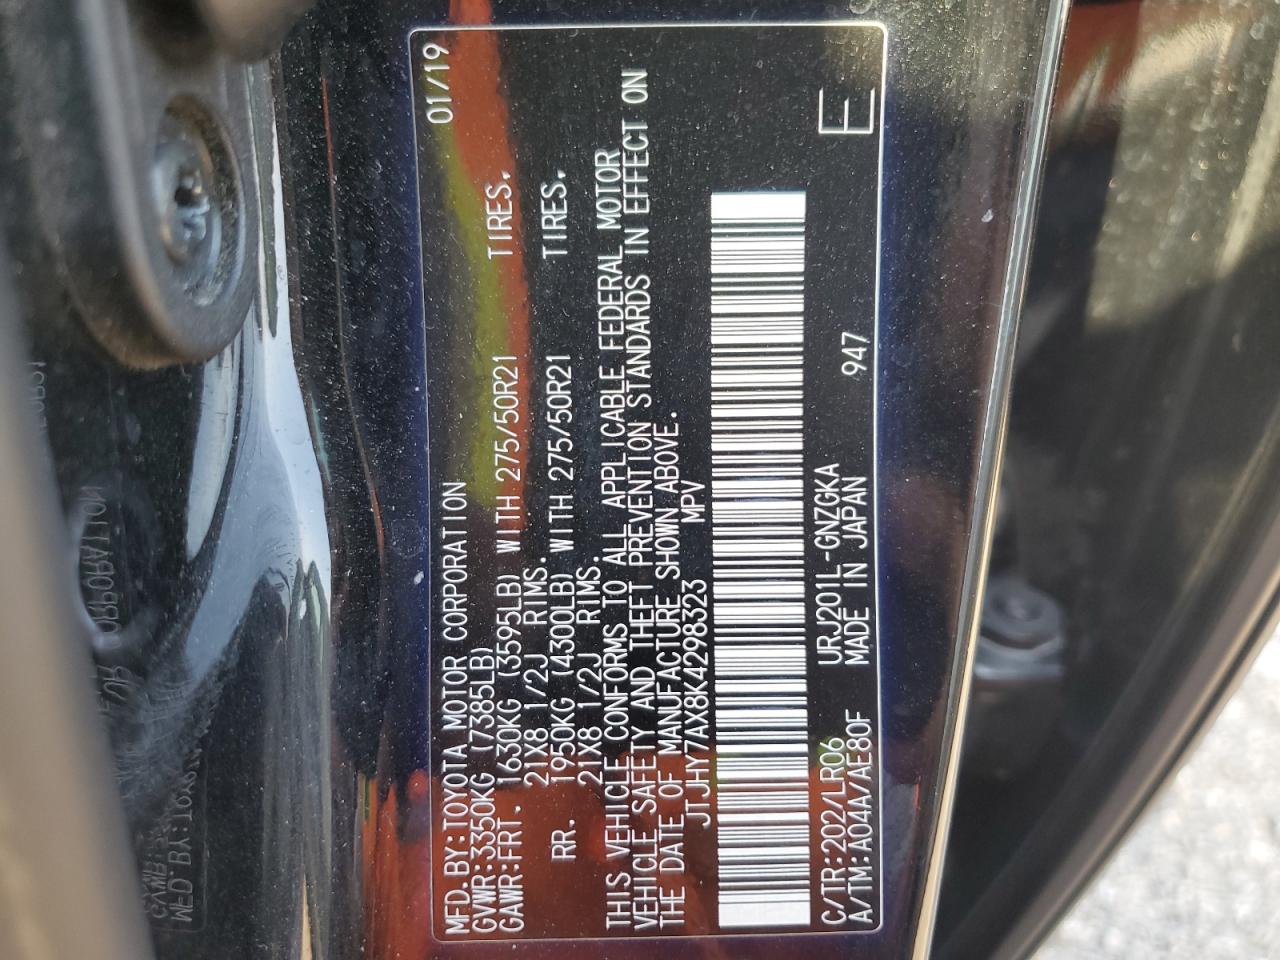 MFD.BY:TOYOTA MOTOR CORPORATION 01/19
GVWR:3350KG (7385LB)
GAWR:FRT. 1630KG (3595LB) WITH 275/50R21 TIRES.
21X8 1/2J RIMS.
RR. 1950KG (4300LB) WITH 275/50R21 TIRES.
21X8 1/2J RIMS.
THIS VEHICLE CONFORMS TO ALL APPLICABLE FEDERAL MOTOR
VEHICLE SAFETY AND THEFT PREVENTION STANDARDS IN EFFECT ON
THE DATE OF MANUFACTURE SHOWN ABOVE.
JTJHY7AX8K4298323 MPV
C/TR:202/LR06 URJ201L-GNZGKA E
A/TM:A04A/AE80F MADE IN JAPAN 947